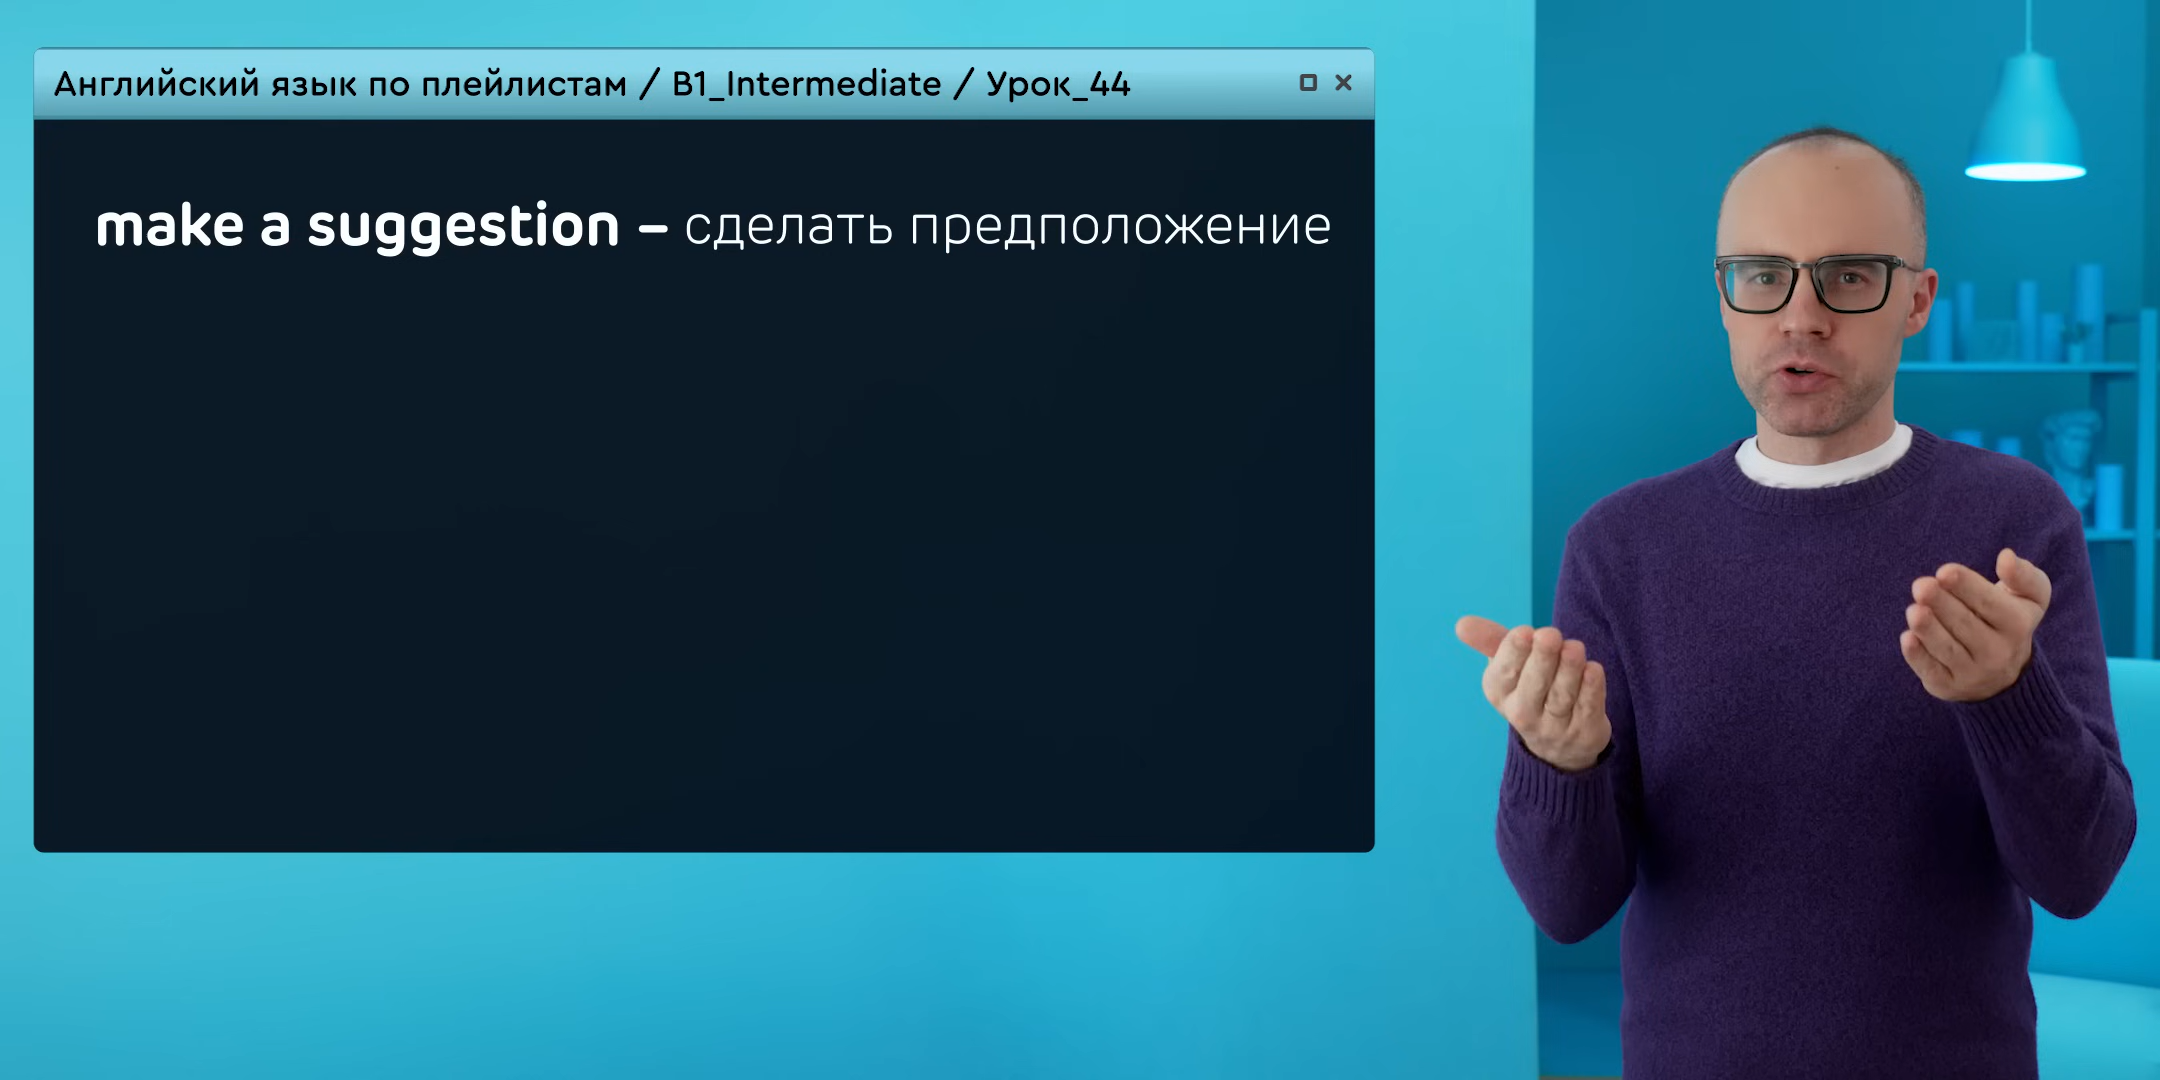 Английский язык по плейлистам / B1_Intermediate / Урок_44
make a suggestion – сделать предположение